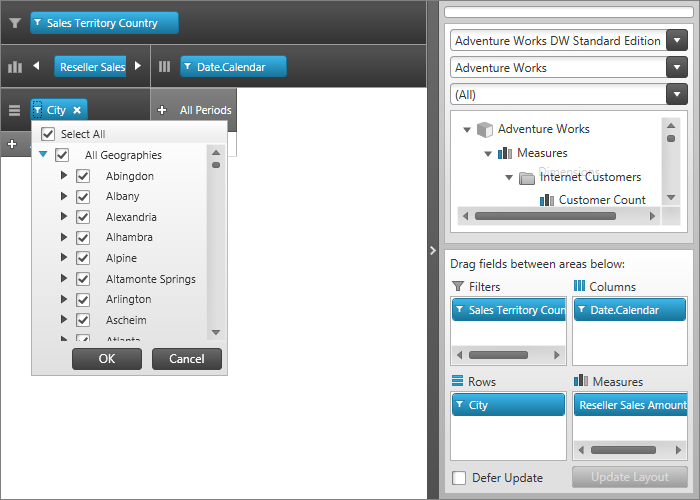 Sales Territory Country
Reseller Sales
Date.Calendar
City
All Periods
Select All
All Geographies
Abingdon
Albany
Alexandria
Alhambra
Alpine
Altamonte Springs
Arlington
Ascheim
Atlanta
OK Cancel
Adventure Works DW Standard Edition
Adventure Works
(All)
Adventure Works
Measures
Dimensions
Internet Customers
Customer Count
Drag fields between areas below:
Filters
Columns
Sales Territory Coun
Date.Calendar
Rows
Measures
City
Reseller Sales Amount
Defer Update
Update Layout